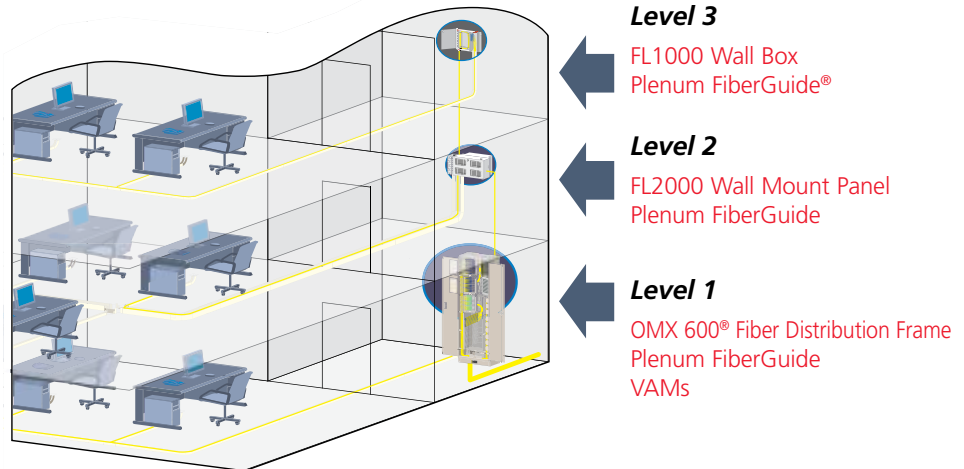 Level 3
FL1000 Wall Box
Plenum FiberGuide®
Level 2
FL2000 Wall Mount Panel
Plenum FiberGuide
Level 1
OMX 600® Fiber Distribution Frame
Plenum FiberGuide
VAMs